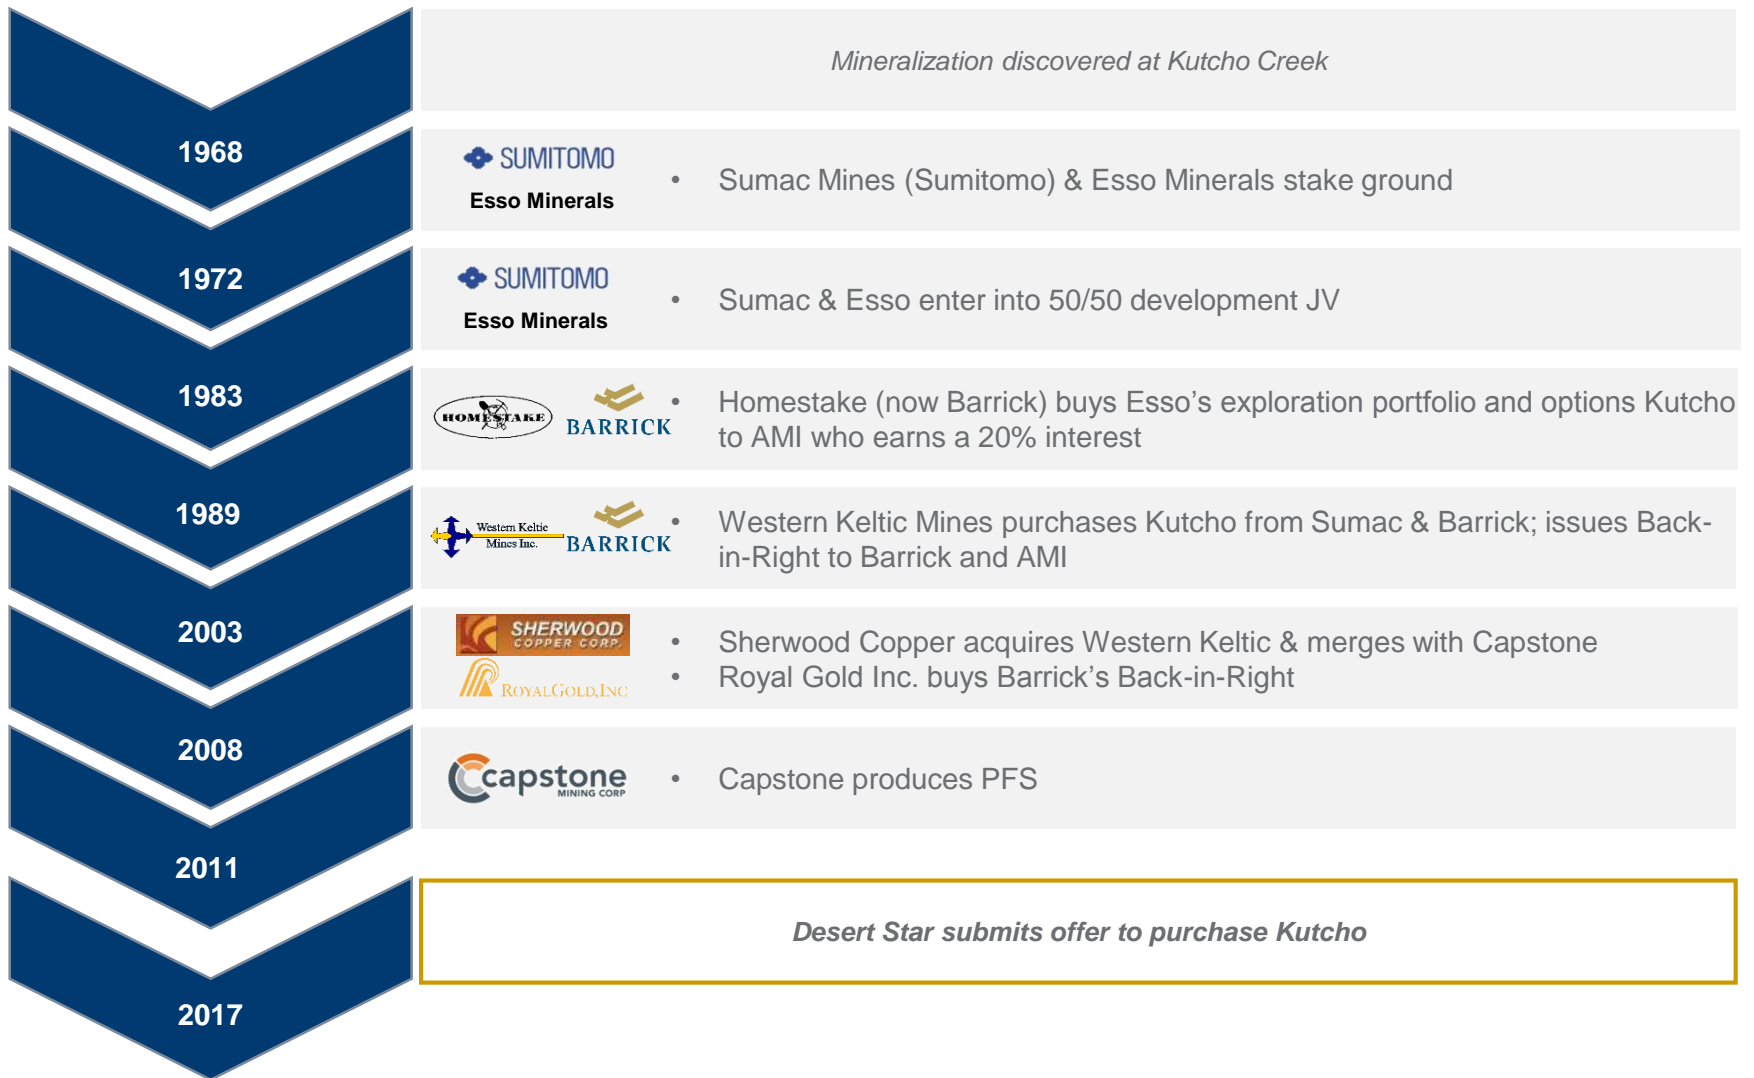 Mineralization discovered at Kutcho Creek
1968
SUMITOMO
Esso Minerals
• Sumac Mines (Sumitomo) & Esso Minerals stake ground
1972
SUMITOMO
Esso Minerals
• Sumac & Esso enter into 50/50 development JV
1983
HOMESTAKE
BARRICK
• Homestake (now Barrick) buys Esso’s exploration portfolio and options Kutcho
to AMI who earns a 20% interest
1989
Western Keltic
Mines Inc.
BARRICK
• Western Keltic Mines purchases Kutcho from Sumac & Barrick; issues Back-
in-Right to Barrick and AMI
2003
SHERWOOD
COPPER CORP.
ROYALGOLD,INC
• Sherwood Copper acquires Western Keltic & merges with Capstone
• Royal Gold Inc. buys Barrick’s Back-in-Right
2008
capstone
MINING CORP
• Capstone produces PFS
2011
Desert Star submits offer to purchase Kutcho
2017